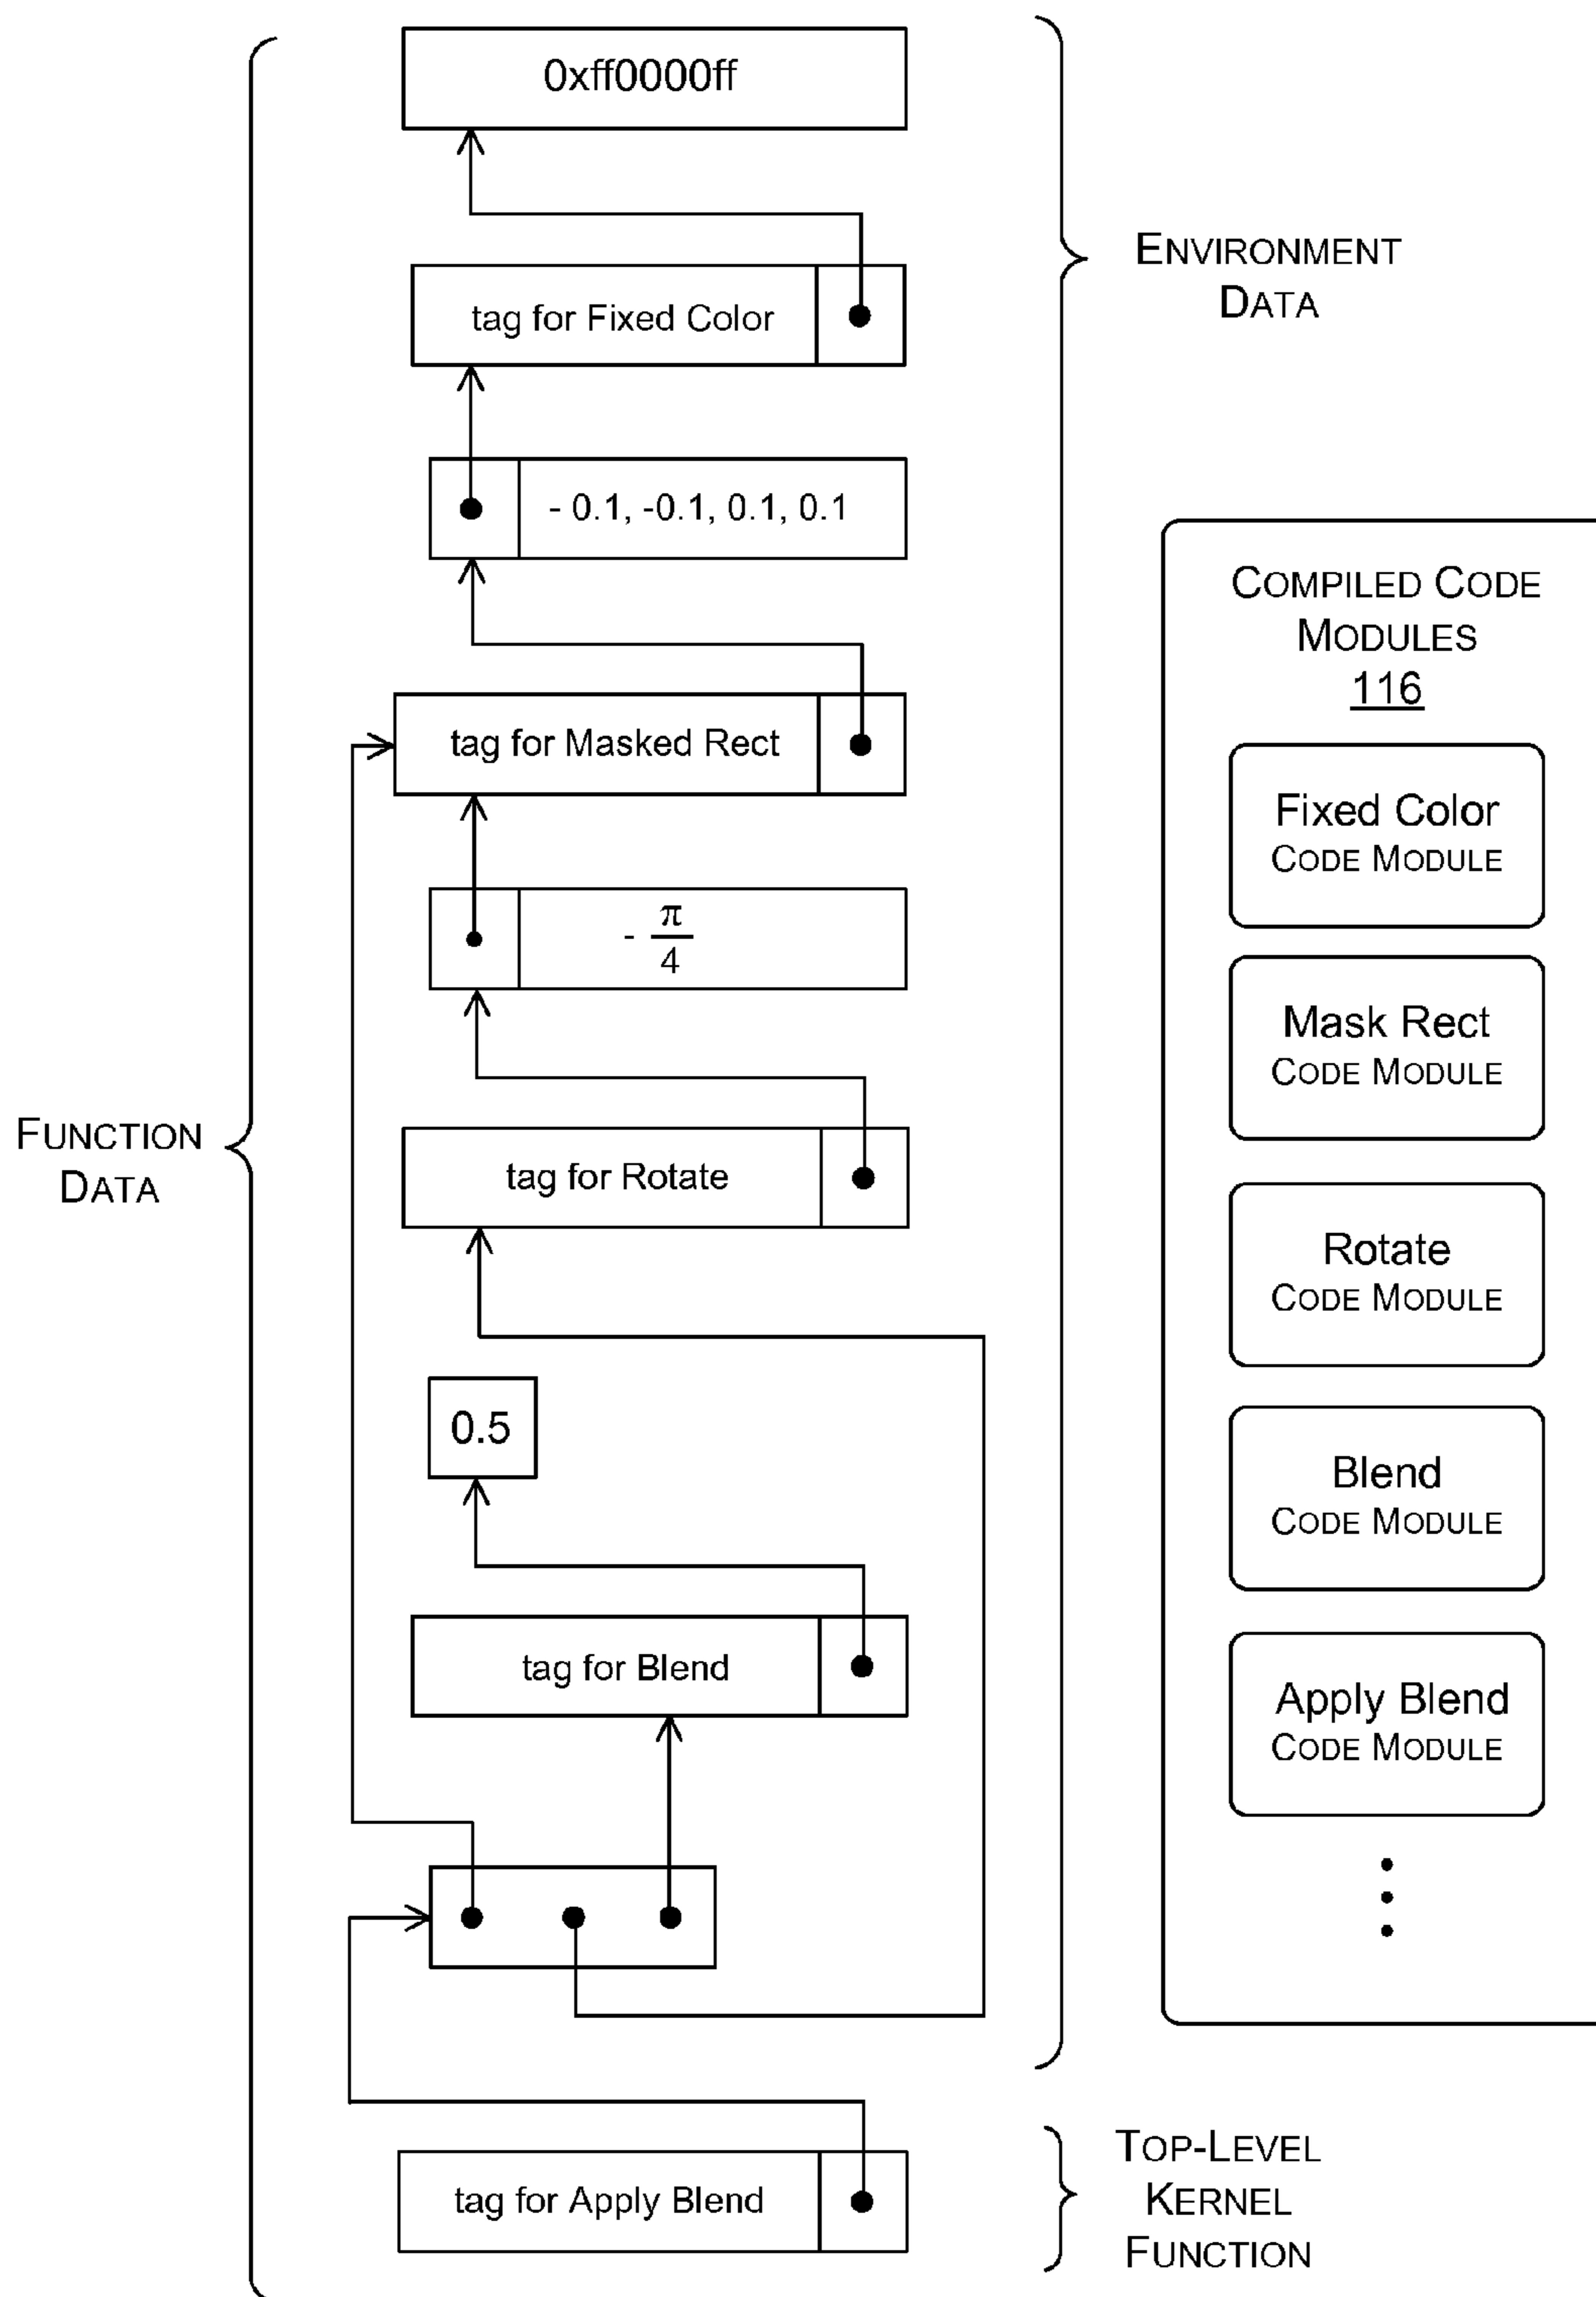 0xff0000ff
tag for Fixed Color
- 0.1, -0.1, 0.1, 0.1
tag for Masked Rect
- π
4
tag for Rotate
0.5
tag for Blend
tag for Apply Blend
FUNCTION
DATA
ENVIRONMENT
DATA
TOP-LEVEL
KERNEL
FUNCTION
COMPILED CODE
MODULES
116
Fixed Color
CODE MODULE
Mask Rect
CODE MODULE
Rotate
CODE MODULE
Blend
CODE MODULE
Apply Blend
CODE MODULE